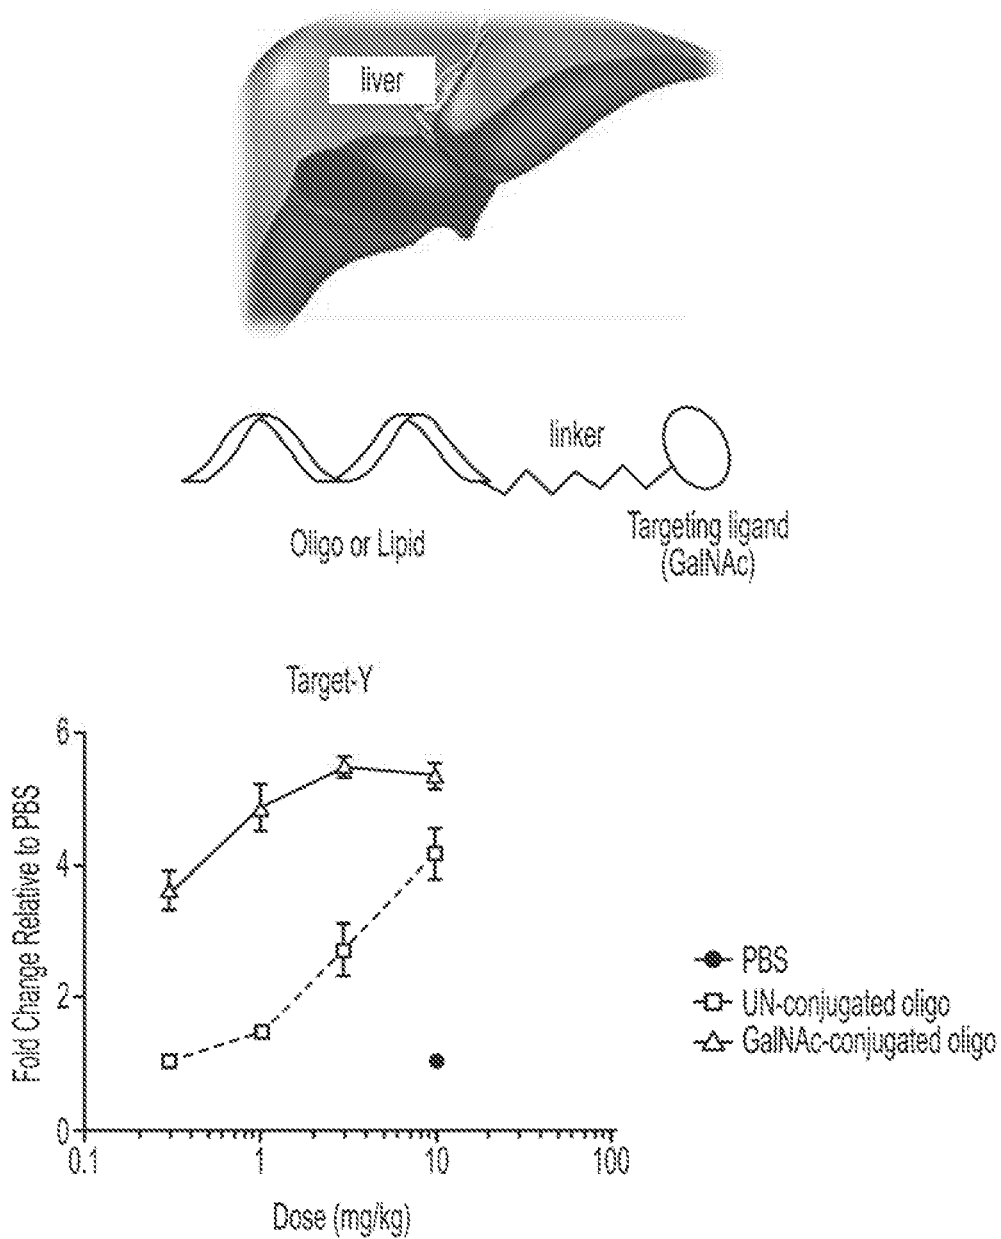 liver
linker
Oligo or Lipid
Targeting ligand
(GalNAc)
Target-Y
Fold Change Relative to PBS
6
4
2
0
0.1
1
10
100
Dose (mg/kg)
PBS
UN-conjugated oligo
GalNAc-conjugated oligo